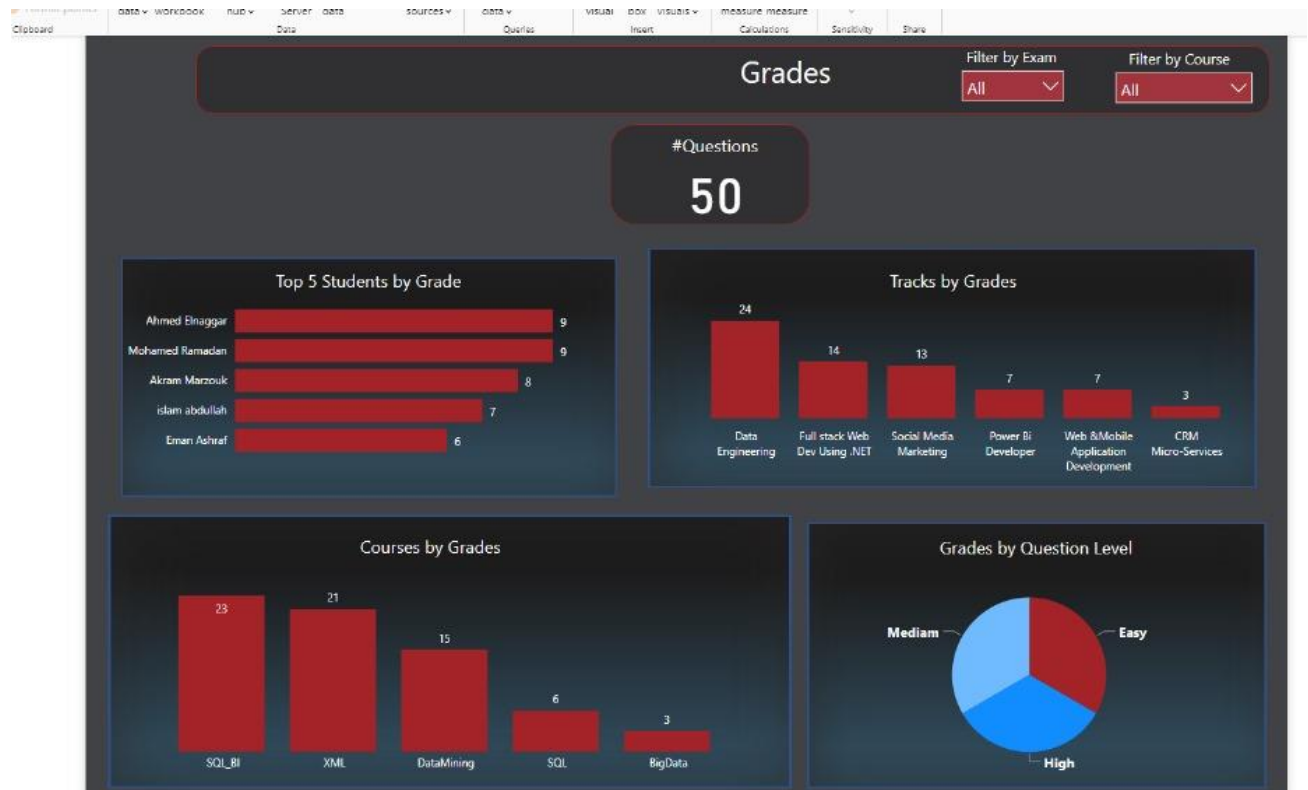 data workbook hub Server data sources data visual box visuals measure measure
Clipboard Data Queries Insert Calculations Sensitivity Share
Grades
Filter by Exam
All
Filter by Course
All
#Questions
50
Top 5 Students by Grade
Ahmed Elnaggar 9
Mohamed Ramadan 9
Akram Marzouk 8
islam abdullah 7
Eman Ashraf 6
Tracks by Grades
24
14
13
7
7
3
Data
Engineering
Full stack Web
Dev Using .NET
Social Media
Marketing
Power Bi
Developer
Web &Mobile
Application
Development
CRM
Micro-Services
Courses by Grades
23
21
15
6
3
SQL_BI
XML
DataMining
SQL
BigData
Grades by Question Level
Mediam
Easy
High